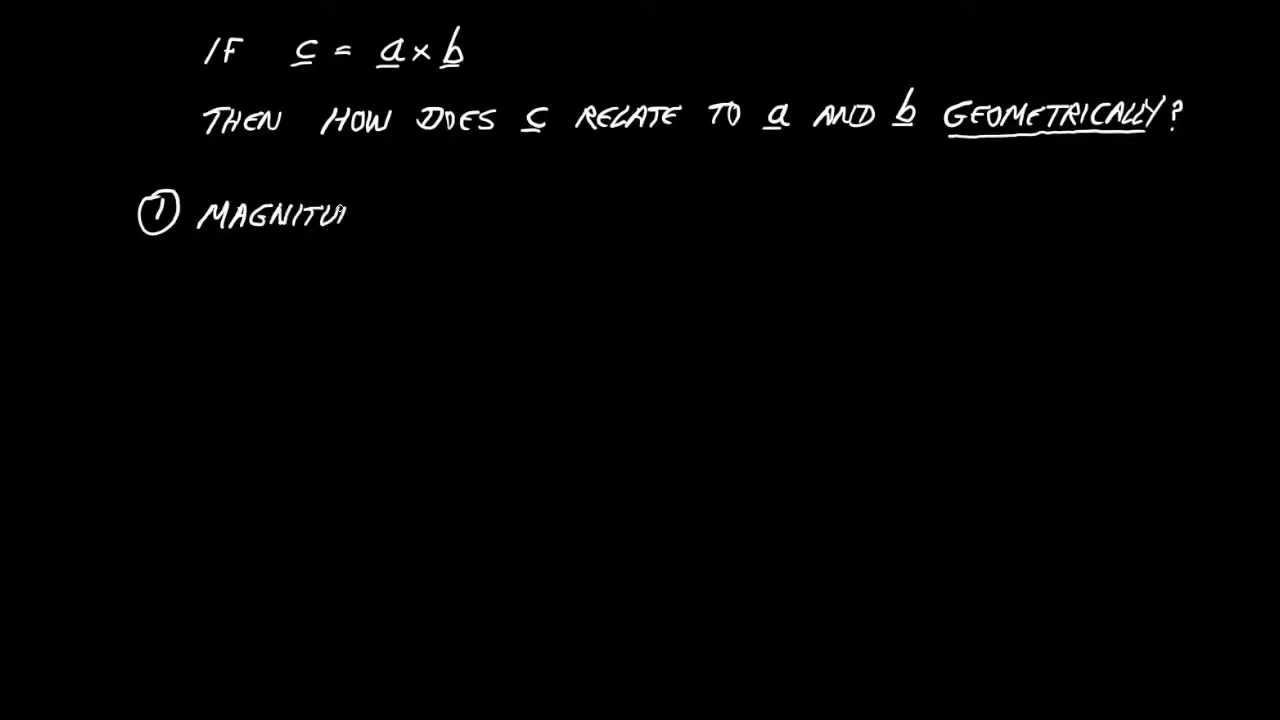 IF c = a × b
THEN HOW DOES c RELATE TO a AND b GEOMETRICALLY?
① MAGNITU